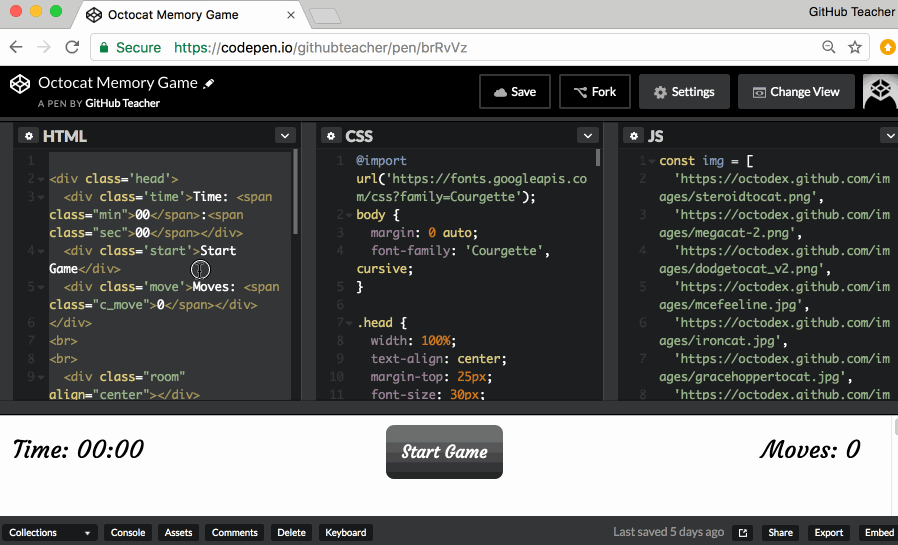 Octocat Memory Game
GitHub Teacher
Secure https://codepen.io/githubteacher/pen/brRvVz
Octocat Memory Game
A PEN BY GitHub Teacher
Save
Fork
Settings
Change View
HTML
1
2 <div class='head'>
3 <div class='time'>Time: <span
class="min">00</span>:<span
class="sec">00</span></div>
4 <div class='start'>Start
Game</div>
5 <div class='move'>Moves: <span
class="c_move">0</span></div>
6 </div>
7 <br>
8 <br>
9 <div class="room"
align="center"></div>
CSS
1 @import
url('https://fonts.googleapis.co
m/css?family=Courgette');
2 body {
3 margin: 0 auto;
4 font-family: 'Courgette',
cursive;
5 }
6
7 .head {
8 width: 100%;
9 text-align: center;
10 margin-top: 25px;
11 font-size: 30px;
JS
1 const img = [
2 'https://octodex.github.com/im
ages/steroidtocat.png',
3 'https://octodex.github.com/im
ages/megacat-2.png',
4 'https://octodex.github.com/im
ages/dodgetocat_v2.png',
5 'https://octodex.github.com/im
ages/mcefeeline.jpg',
6 'https://octodex.github.com/im
ages/ironcat.jpg',
7 'https://octodex.github.com/im
ages/gracehoppertocat.jpg',
8 'https://octodex.github.com/im
Time: 00:00
Start Game
Moves: 0
Collections
Console
Assets
Comments
Delete
Keyboard
Last saved 5 days ago
Share
Export
Embed